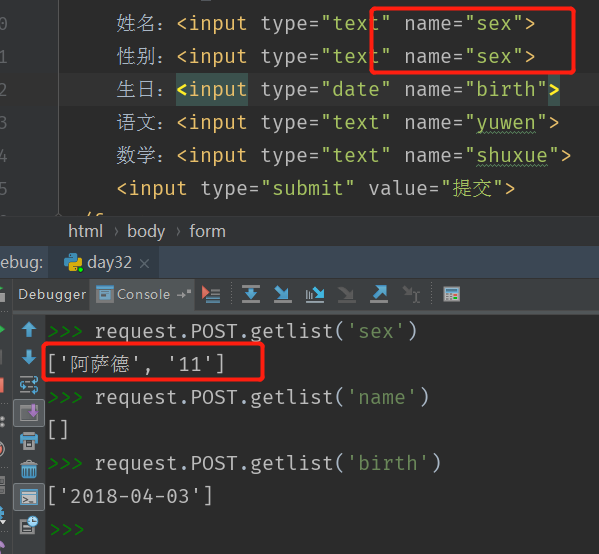 0 姓名: <input type="text" name="sex">
1 性别: <input type="text" name="sex">
2 生日: <input type="date" name="birth">
3 语文: <input type="text" name="yuwen">
4 数学: <input type="text" name="shuxue">
5 <input type="submit" value="提交">
html › body › form
ebug: day32 ×
Debugger Console
>>> request.POST.getlist('sex')
['阿萨德', '11']
>>> request.POST.getlist('name')
[]
>>> request.POST.getlist('birth')
['2018-04-03']
>>>